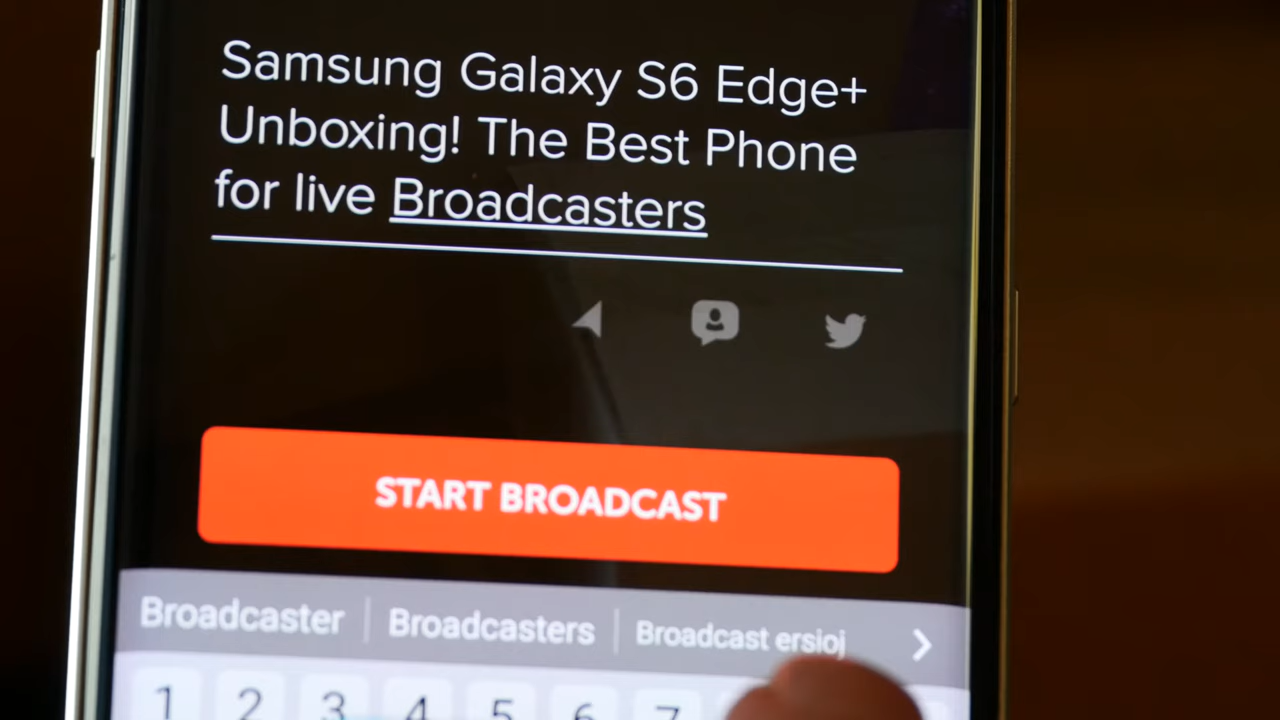 Samsung Galaxy S6 Edge+
Unboxing! The Best Phone
for live Broadcasters
START BROADCAST
Broadcaster Broadcasters Broadcast ersioj
1 2 3 4 5 6 7